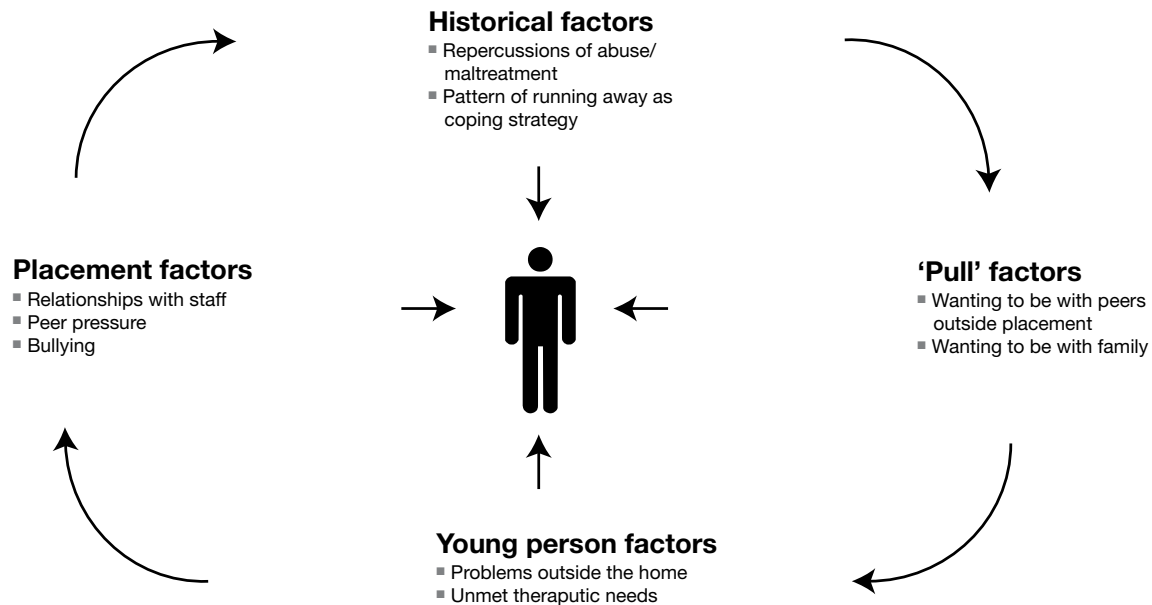 Historical factors
▪ Repercussions of abuse/
maltreatment
▪ Pattern of running away as
coping strategy
Placement factors
▪ Relationships with staff
▪ Peer pressure
▪ Bullying
‘Pull’ factors
▪ Wanting to be with peers
outside placement
▪ Wanting to be with family
Young person factors
▪ Problems outside the home
▪ Unmet theraputic needs